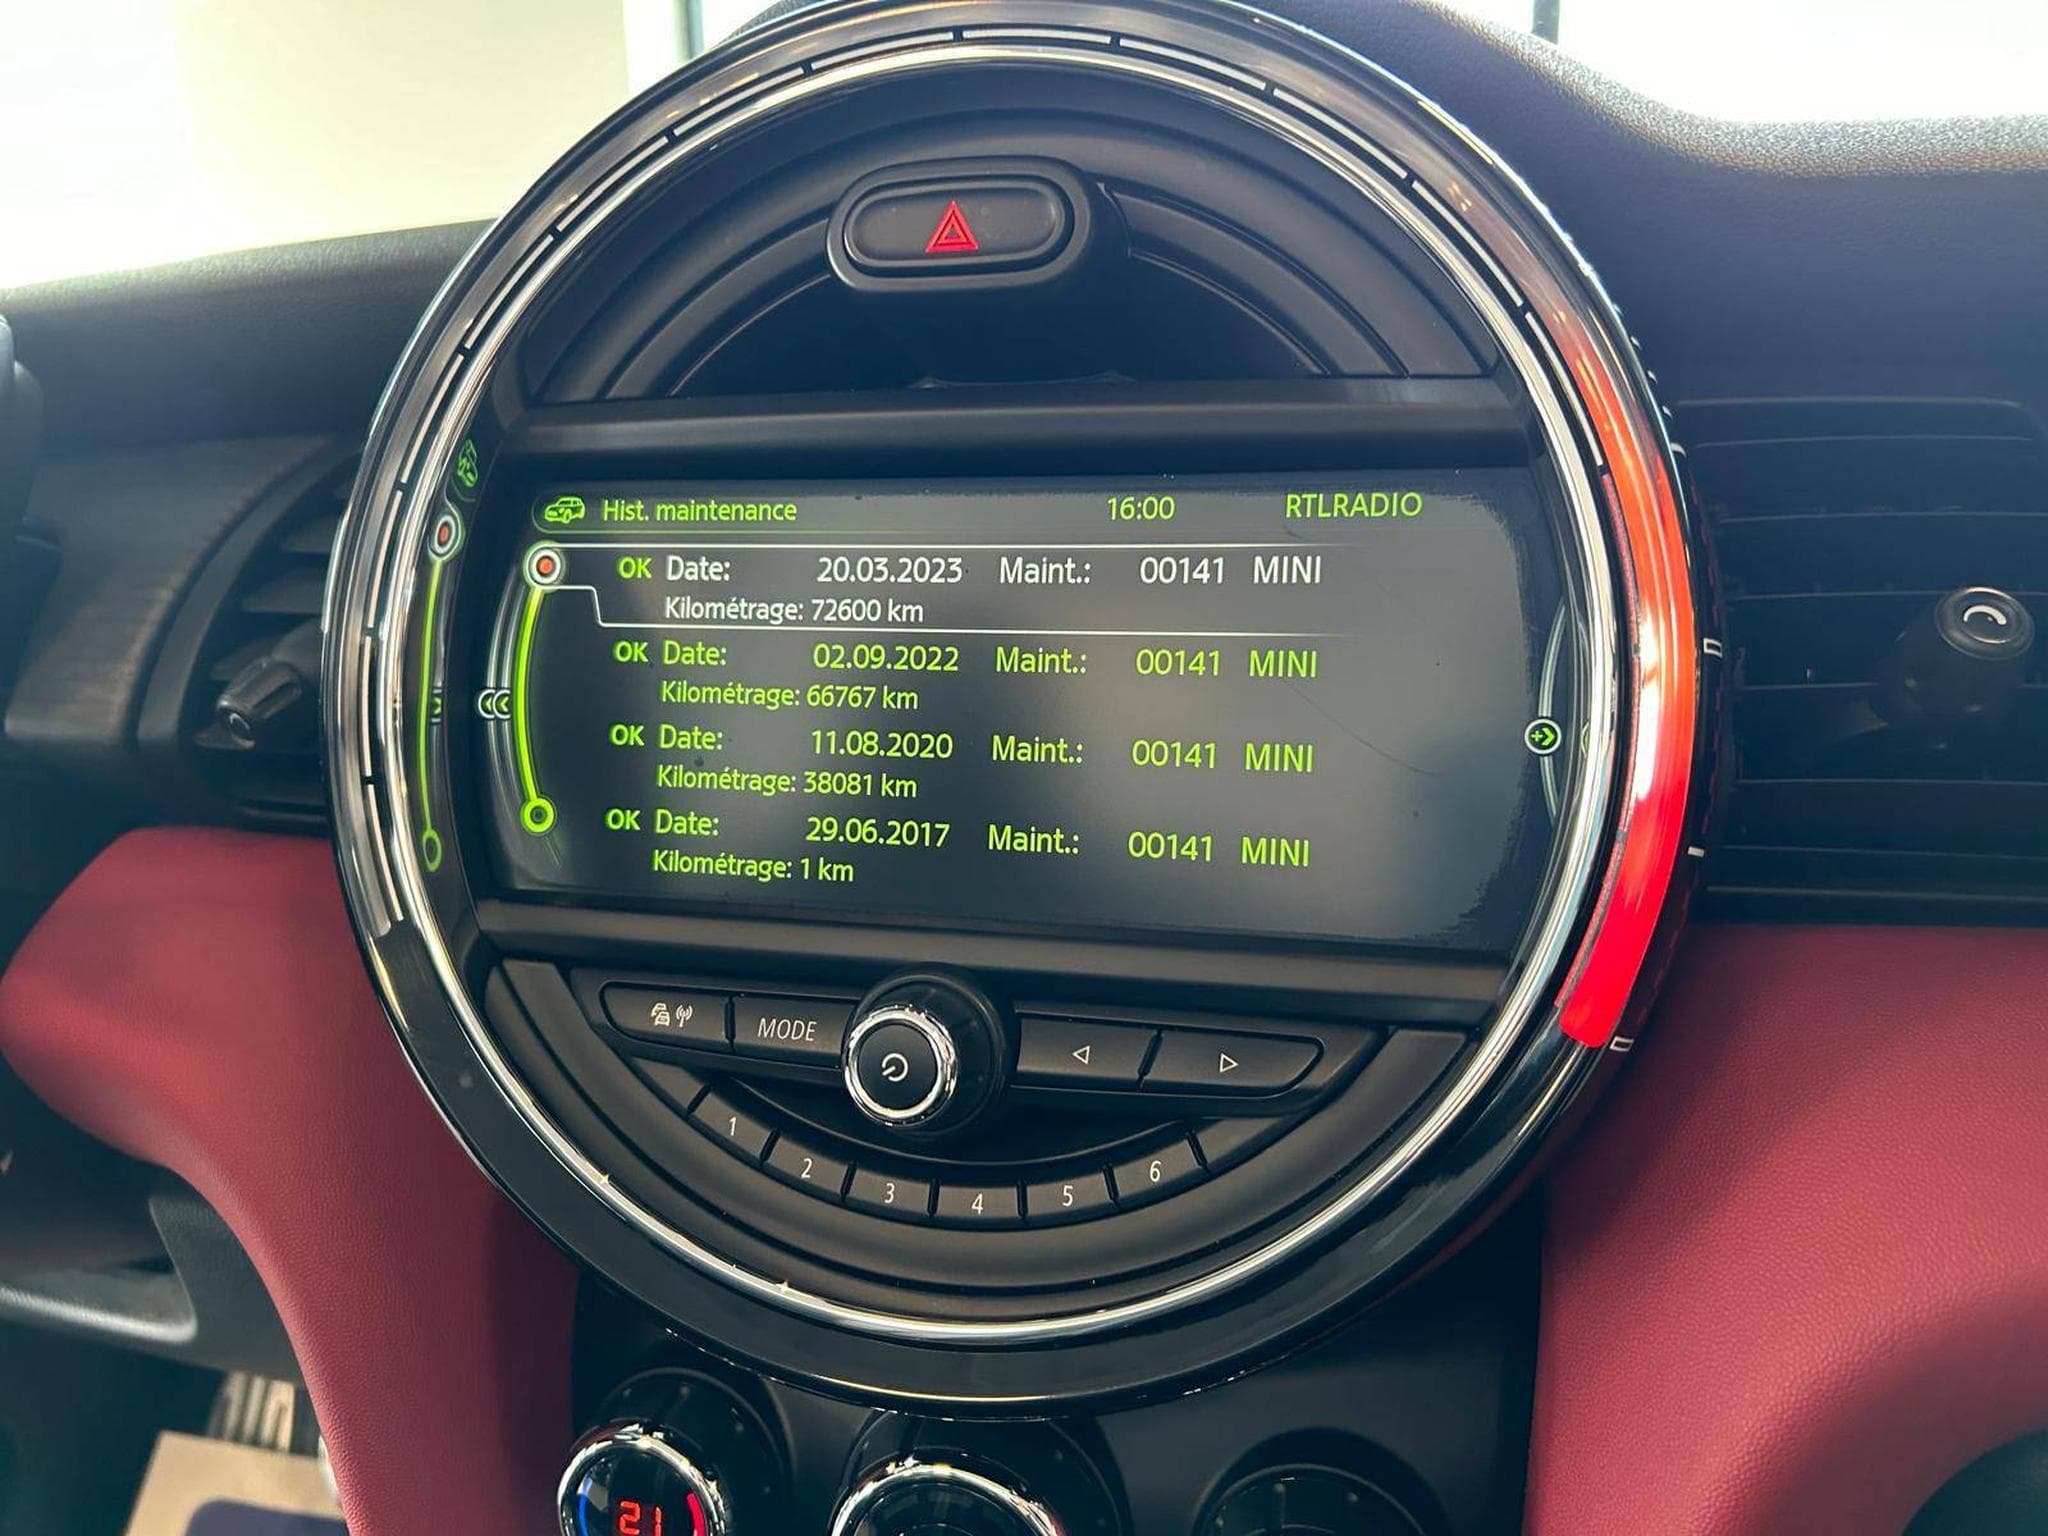 Hist. maintenance 16:00 RTLRADIO
OK Date: 20.03.2023 Maint.: 00141 MINI
Kilométrage: 72600 km
OK Date: 02.09.2022 Maint.: 00141 MINI
Kilométrage: 66767 km
OK Date: 11.08.2020 Maint.: 00141 MINI
Kilométrage: 38081 km
OK Date: 29.06.2017 Maint.: 00141 MINI
Kilométrage: 1 km
MODE
1 2 3 4 5 6
21